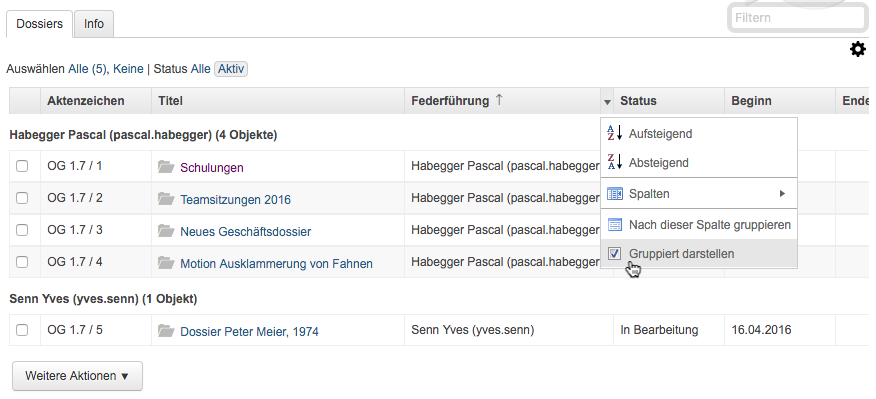 Dossiers Info Filtern
Auswählen Alle (5), Keine | Status Alle Aktiv
Aktenzeichen Titel Federführung ↑ Status Beginn Ende
Habegger Pascal (pascal.habegger) (4 Objekte)
OG 1.7 / 1 Schulungen Habegger Pascal (pascal.habegger
OG 1.7 / 2 Teamsitzungen 2016 Habegger Pascal (pascal.habegger
OG 1.7 / 3 Neues Geschäftsdossier Habegger Pascal (pascal.habegger
OG 1.7 / 4 Motion Ausklammerung von Fahnen Habegger Pascal (pascal.habegger
Aufsteigend
Absteigend
Spalten
Nach dieser Spalte gruppieren
Gruppiert darstellen
Senn Yves (yves.senn) (1 Objekt)
OG 1.7 / 5 Dossier Peter Meier, 1974 Senn Yves (yves.senn) In Bearbeitung 16.04.2016
Weitere Aktionen ▼